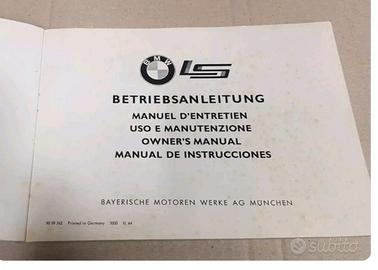 BMW LS
BETRIEBSANLEITUNG
MANUEL D'ENTRETIEN
USO E MANUTENZIONE
OWNER'S MANUAL
MANUAL DE INSTRUCCIONES
BAYERISCHE MOTOREN WERKE AG MÜNCHEN
Printed in Germany
subito